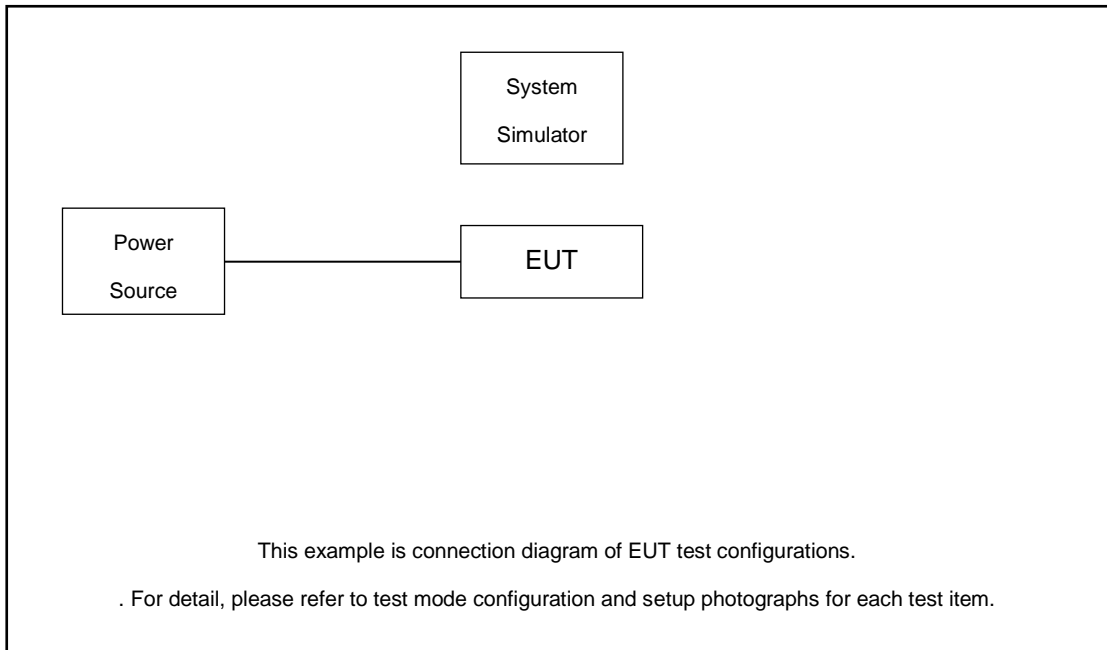 System
Simulator
Power
Source
EUT
This example is connection diagram of EUT test configurations.
. For detail, please refer to test mode configuration and setup photographs for each test item.